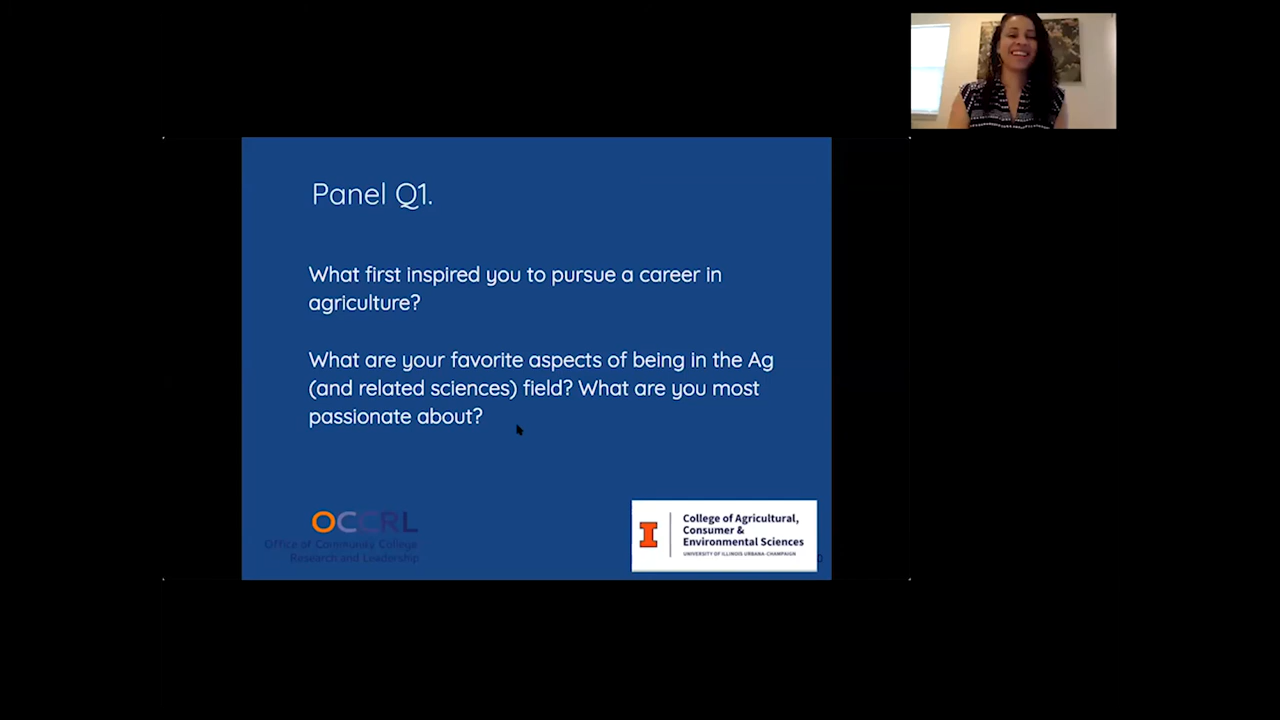 Panel Q1.
What first inspired you to pursue a career in
agriculture?
What are your favorite aspects of being in the Ag
(and related sciences) field? What are you most
passionate about?
OCCRL
Office of Community College
Research and Leadership
I
College of Agricultural,
Consumer &
Environmental Sciences
UNIVERSITY OF ILLINOIS URBANA-CHAMPAIGN